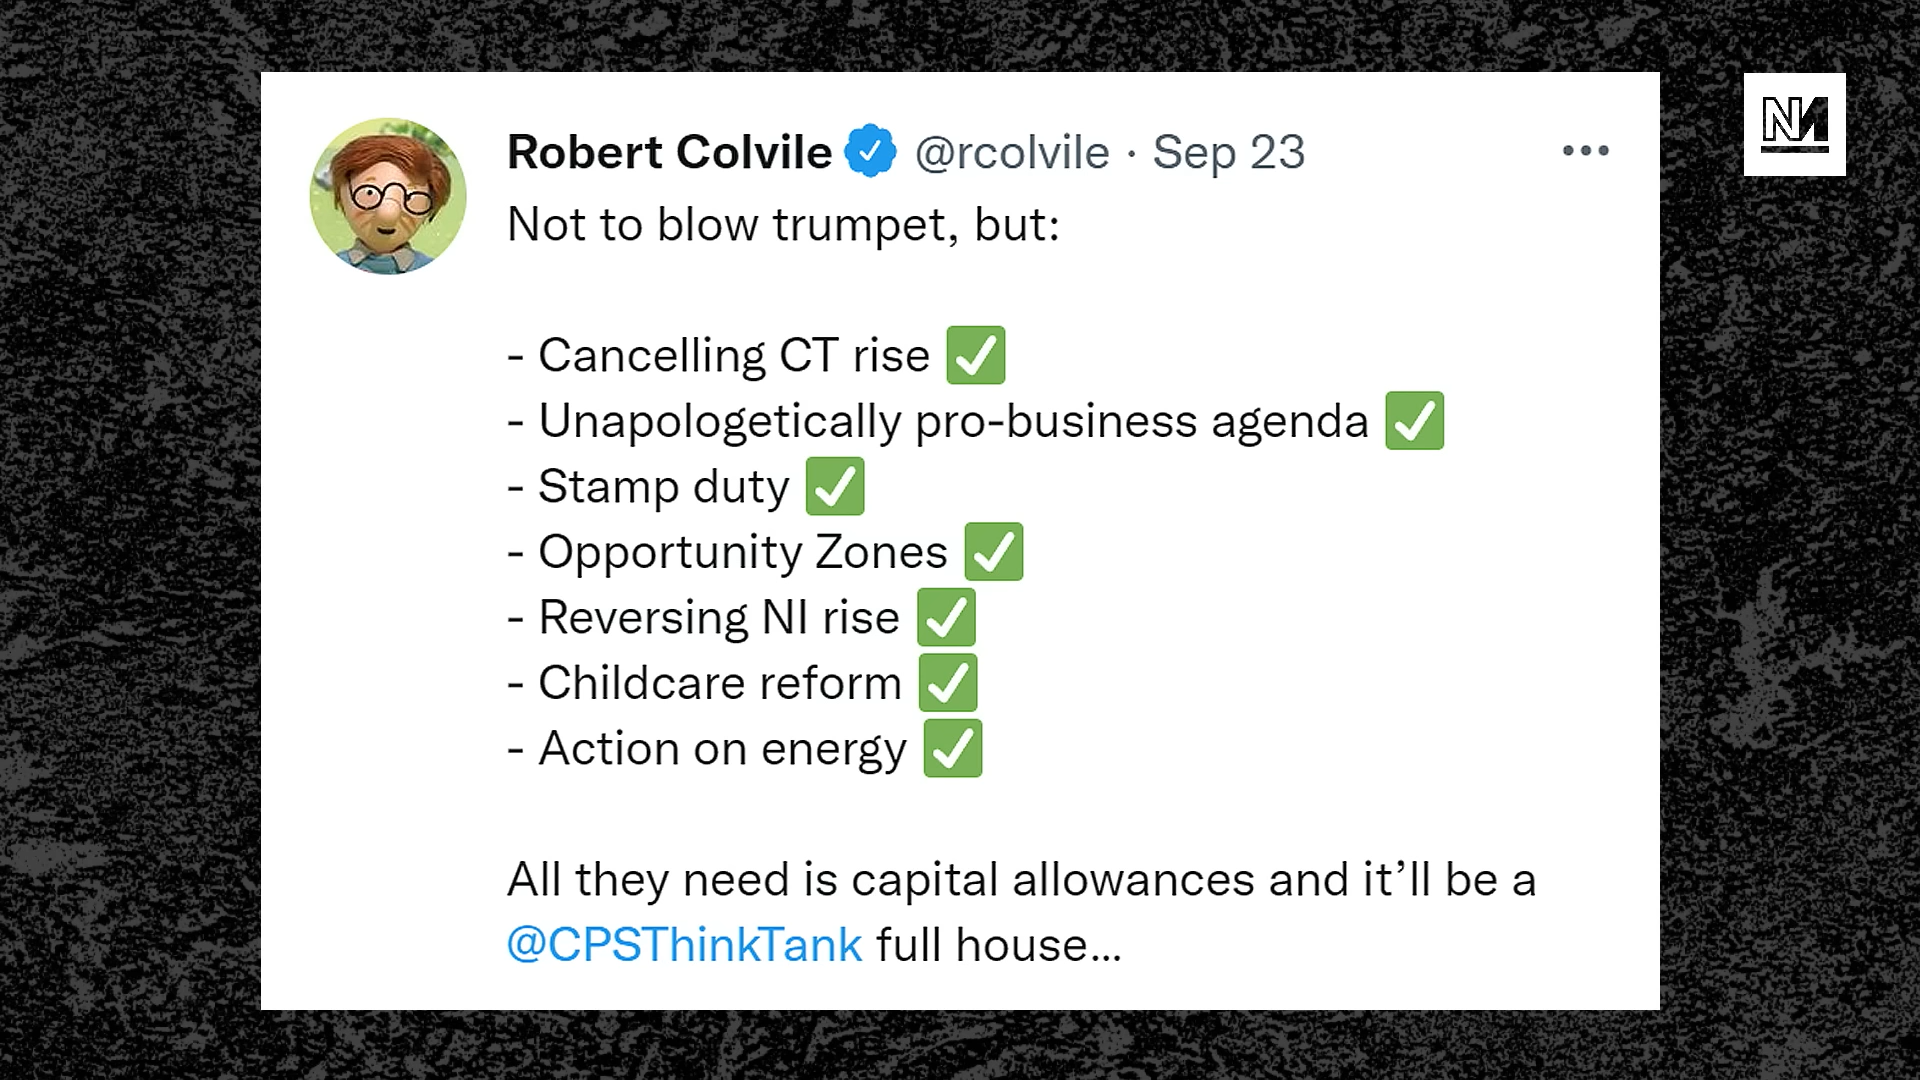 Robert Colvile @rcolvile · Sep 23
NM
Not to blow trumpet, but:
- Cancelling CT rise ✅
- Unapologetically pro-business agenda ✅
- Stamp duty ✅
- Opportunity Zones ✅
- Reversing NI rise ✅
- Childcare reform ✅
- Action on energy ✅
All they need is capital allowances and it’ll be a
@CPSThinkTank full house...